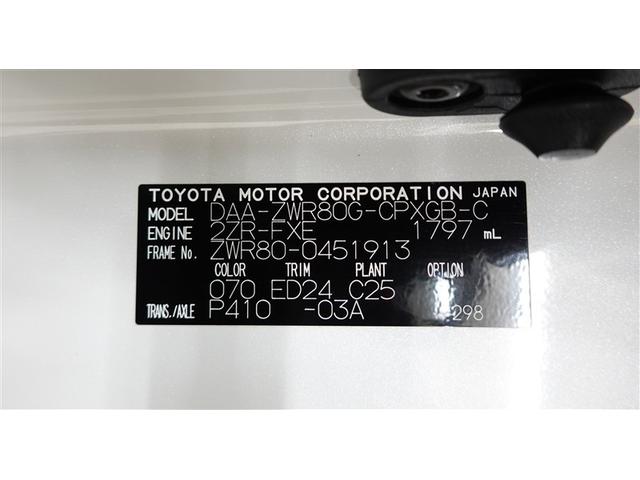 TOYOTA MOTOR CORPORATION JAPAN
MODEL DAA-ZWR80G-CPXGB-C
ENGINE 2ZR-FXE 1797 mL
FRAME No. ZWR80-0451913
COLOR TRIM PLANT OPTION
070 ED24 C25
TRANS./AXLE P410 -03A 298